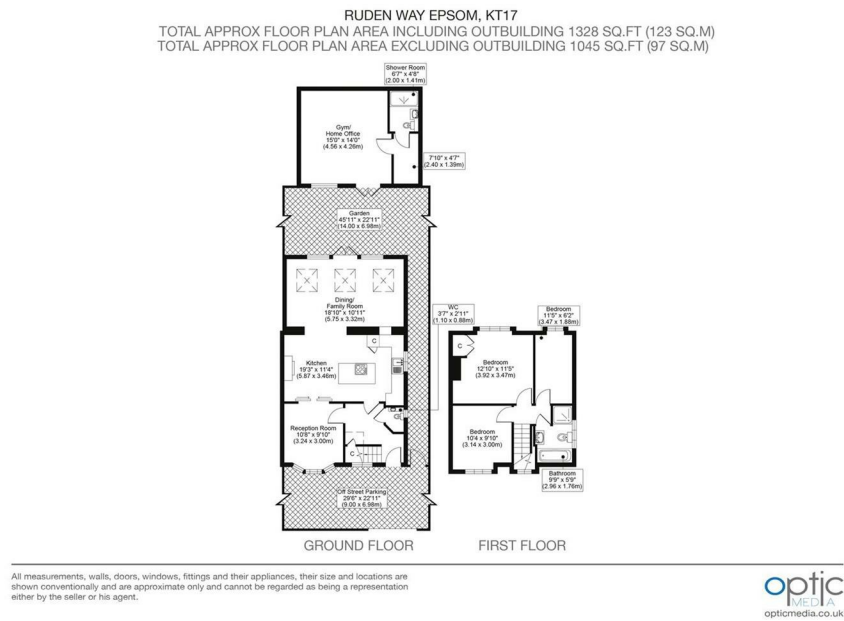 RUDEN WAY EPSOM, KT17
TOTAL APPROX FLOOR PLAN AREA INCLUDING OUTBUILDING 1328 SQ.FT (123 SQ.M)
TOTAL APPROX FLOOR PLAN AREA EXCLUDING OUTBUILDING 1045 SQ.FT (97 SQ.M)
Shower Room
6'7" x 4'8"
(2.00 x 1.41m)
Gym/
Home Office
15'0" x 14'0"
(4.56 x 4.26m)
7'10" x 4'7"
(2.40 x 1.39m)
Garden
45'11" x 22'11"
(14.00 x 6.98m)
Dining/
Family Room
18'10" x 10'11"
(5.75 x 3.32m)
WC
3'7" x 2'11"
(1.10 x 0.88m)
C
Kitchen
19'3" x 11'4"
(5.87 x 3.46m)
Reception Room
10'8" x 9'10"
(3.24 x 3.00m)
C
Off Street Parking
29'6" x 22'11"
(9.00 x 6.98m)
Bedroom
11'5" x 6'2"
(3.47 x 1.88m)
C
Bedroom
12'10" x 11'5"
(3.92 x 3.47m)
Bedroom
10'4 x 9'10"
(3.14 x 3.00m)
Bathroom
9'9" x 5'9"
(2.96 x 1.76m)
GROUND FLOOR
FIRST FLOOR
All measurements, walls, doors, windows, fittings and their appliances, their size and locations are
shown conventionally and are approximate only and cannot be regarded as being a representation
either by the seller or his agent.
optic
MEDIA
opticmedia.co.uk